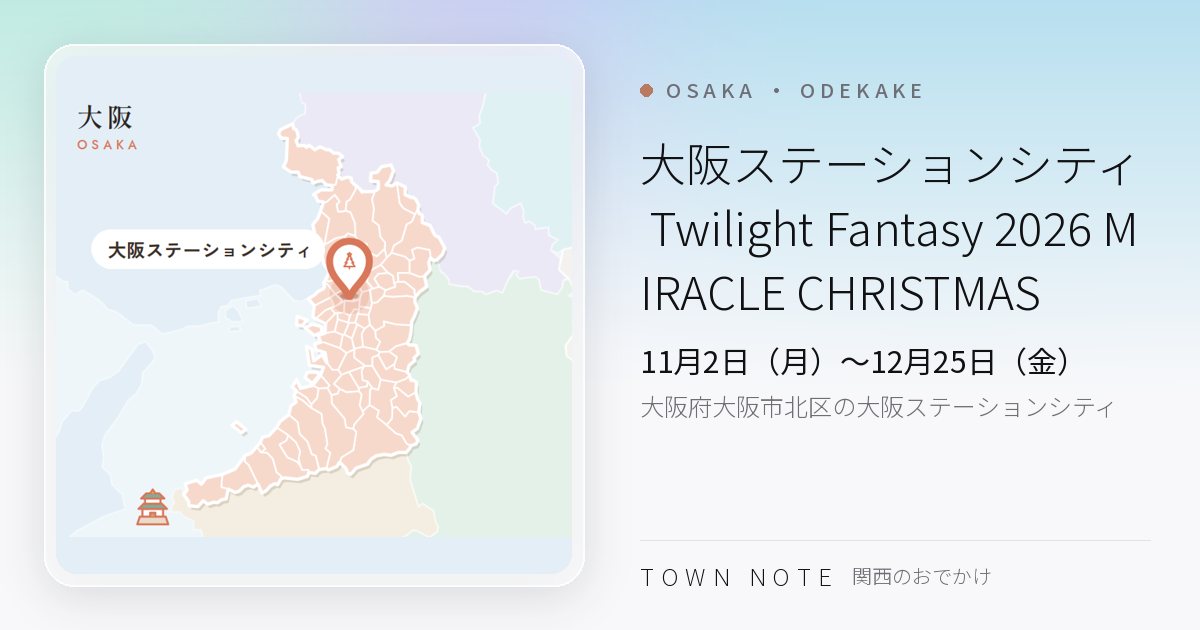 大阪
OSAKA
大阪ステーションシティ
OSAKA・ODEKAKE
大阪ステーションシティ
Twilight Fantasy 2026 M
IRACLE CHRISTMAS
11月2日（月）〜12月25日（金）
大阪府大阪市北区の大阪ステーションシティ
TOWN NOTE 関西のおでかけ